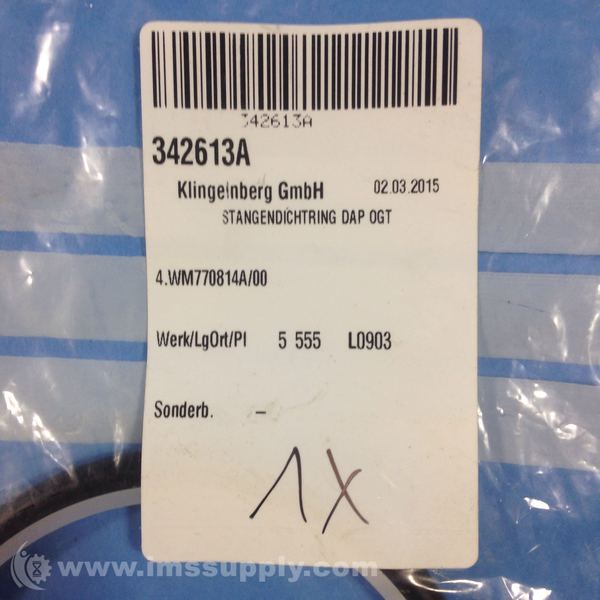 342613A
342613A
Klingelnberg GmbH 02.03.2015
STANGENDICHTRING DAP OGT
4.WM770814A/00
Werk/LgOrt/Pl 5 555 L0903
Sonderb. –
1X
www.imssupply.com